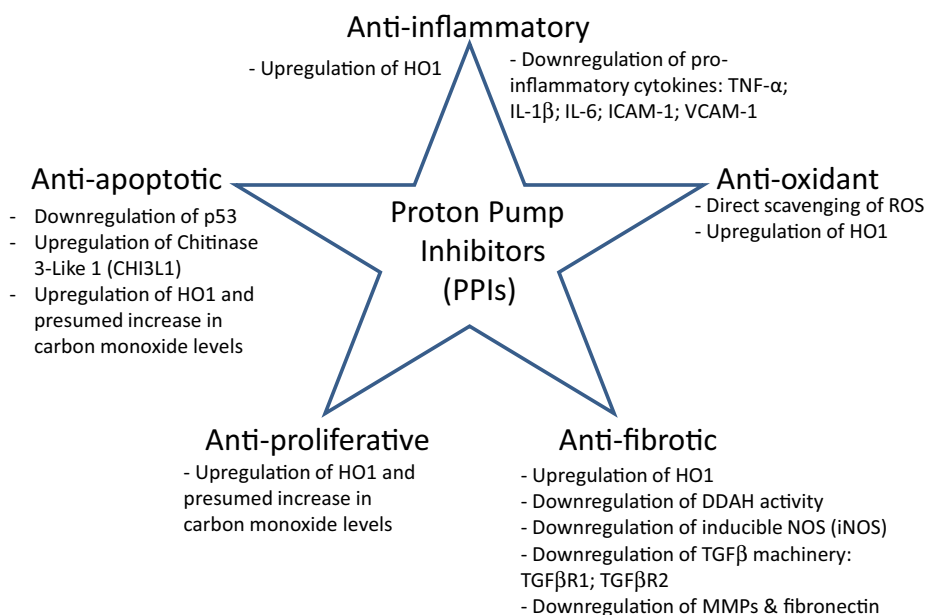 Anti-inflammatory
- Upregulation of HO1
- Downregulation of pro-
inflammatory cytokines: TNF-α;
IL-1β; IL-6; ICAM-1; VCAM-1
Anti-apoptotic
- Downregulation of p53
- Upregulation of Chitinase
3-Like 1 (CHI3L1)
- Upregulation of HO1 and
presumed increase in
carbon monoxide levels
Proton Pump
Inhibitors
(PPIs)
Anti-oxidant
- Direct scavenging of ROS
- Upregulation of HO1
Anti-proliferative
- Upregulation of HO1 and
presumed increase in
carbon monoxide levels
Anti-fibrotic
- Upregulation of HO1
- Downregulation of DDAH activity
- Downregulation of inducible NOS (iNOS)
- Downregulation of TGFβ machinery:
TGFβR1; TGFβR2
- Downregulation of MMPs & fibronectin